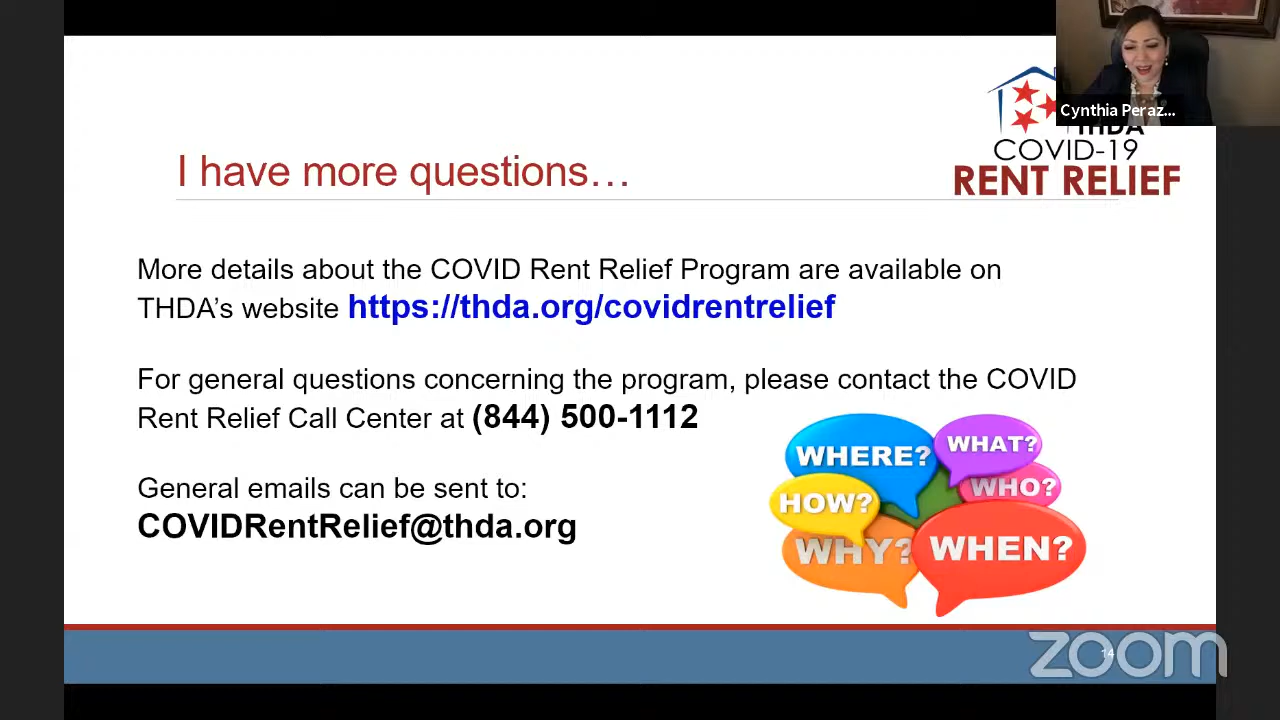 Cynthia Peraz...
THDA
COVID-19
RENT RELIEF
I have more questions…
More details about the COVID Rent Relief Program are available on
THDA’s website https://thda.org/covidrentrelief
For general questions concerning the program, please contact the COVID
Rent Relief Call Center at (844) 500-1112
General emails can be sent to:
COVIDRentRelief@thda.org
WHERE?
WHAT?
HOW?
WHO?
WHY?
WHEN?
14
zoom